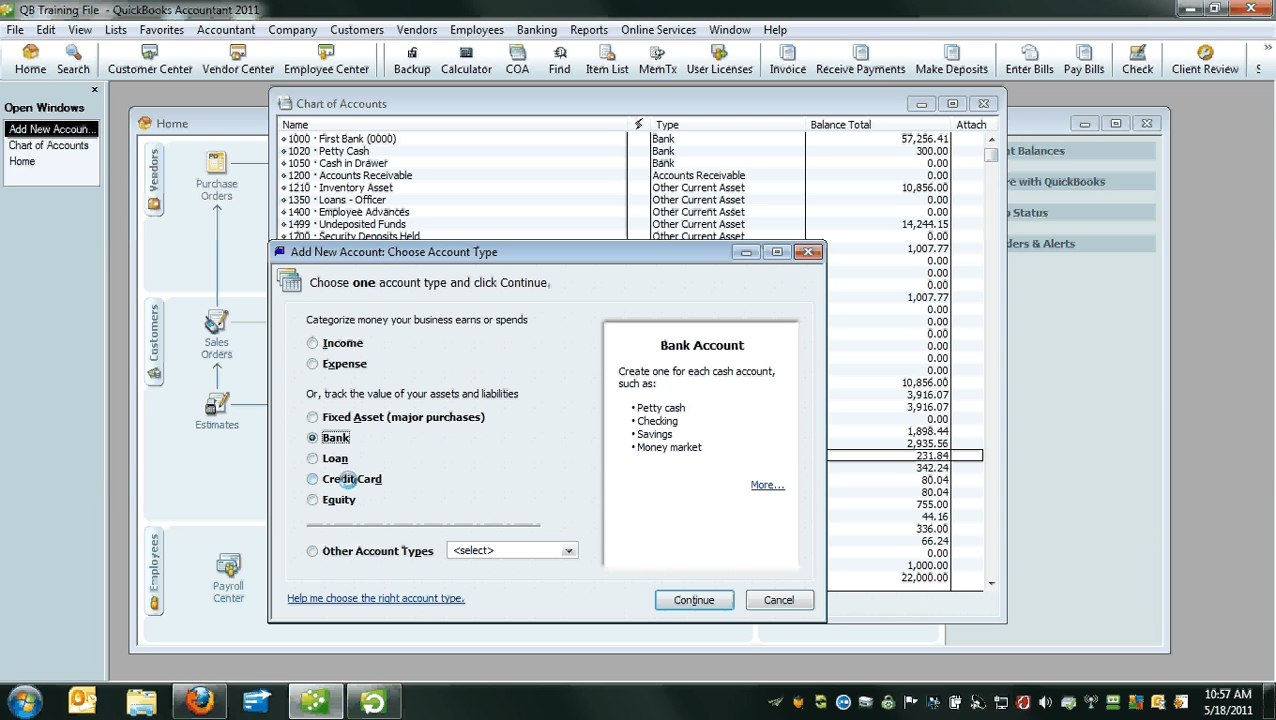 QB Training File - QuickBooks Accountant 2011
File Edit View Lists Favorites Accountant Company Customers Vendors Employees Banking Reports Online Services Window Help
Home Search Customer Center Vendor Center Employee Center Backup Calculator COA Find Item List MemTx User Licenses Invoice Receive Payments Make Deposits Enter Bills Pay Bills Check Client Review S
Open Windows
Add New Accoun...
Chart of Accounts
Home
Home
Vendors
Purchase
Orders
Customers
Sales
Orders
Estimates
Employees
Payroll
Center
Chart of Accounts
Name Type Balance Total Attach
1000 · First Bank (0000) Bank 57,256.41
1020 · Petty Cash Bank 300.00
1050 · Cash in Drawer Bank 0.00
1200 · Accounts Receivable Accounts Receivable 0.00
1210 · Inventory Asset Other Current Asset 10,856.00
1350 · Loans - Officer Other Current Asset 0.00
1400 · Employee Advances Other Current Asset 0.00
1499 · Undeposited Funds Other Current Asset 14,244.15
1700 · Security Deposits Held Other Current Asset 0.00
1,007.77
0.00
0.00
0.00
1,007.77
0.00
0.00
0.00
0.00
0.00
0.00
10,856.00
3,916.07
3,916.07
0.00
1,898.44
2,935.56
231.84
342.24
80.04
80.04
755.00
44.16
336.00
66.24
0.00
1,000.00
22,000.00
nt Balances
re with QuickBooks
p Status
ders & Alerts
Add New Account: Choose Account Type
Choose one account type and click Continue.
Categorize money your business earns or spends
Income
Expense
Or, track the value of your assets and liabilities
Fixed Asset (major purchases)
Bank
Loan
Credit Card
Equity
Other Account Types <select>
Help me choose the right account type.
Bank Account
Create one for each cash account,
such as:
• Petty cash
• Checking
• Savings
• Money market
More...
Continue Cancel
10:57 AM
5/18/2011